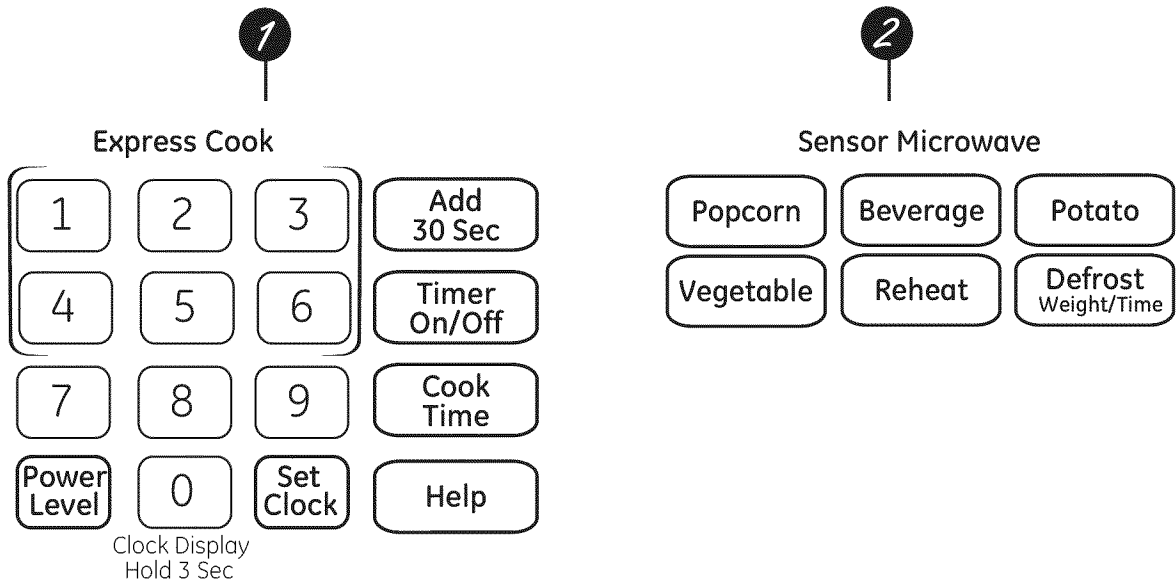 1
2
Express Cook
1 2 3
Add
30 Sec
4 5 6
Timer
On/Off
7 8 9
Cook
Time
Power
Level
0
Set
Clock
Help
Clock Display
Hold 3 Sec
Sensor Microwave
Popcorn
Beverage
Potato
Vegetable
Reheat
Defrost
Weight/Time